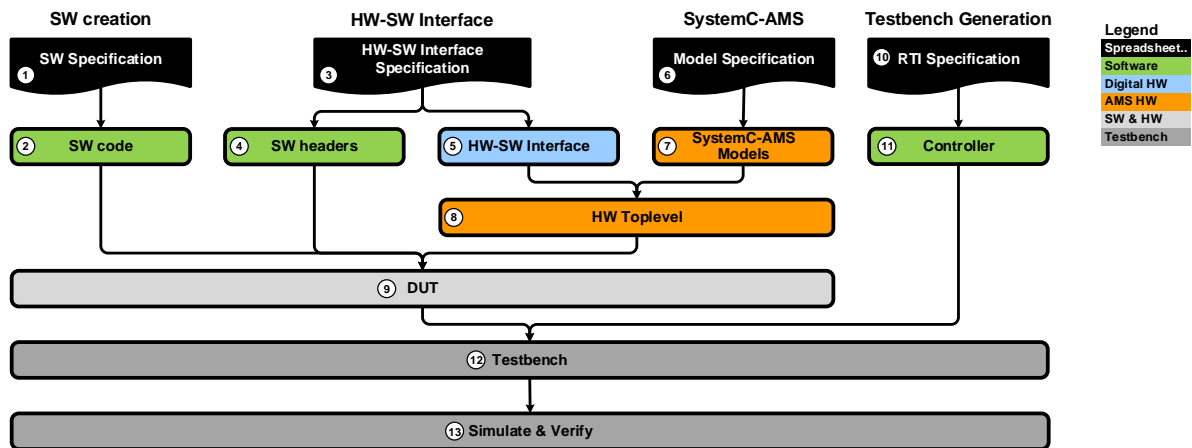 SW creation
HW-SW Interface
SystemC-AMS
Testbench Generation
Legend
Spreadsheet..
Software
Digital HW
AMS HW
SW & HW
Testbench
1 SW Specification
3 HW-SW Interface
Specification
6 Model Specification
10 RTI Specification
2 SW code
4 SW headers
5 HW-SW Interface
7 SystemC-AMS
Models
11 Controller
8 HW Toplevel
9 DUT
12 Testbench
13 Simulate & Verify